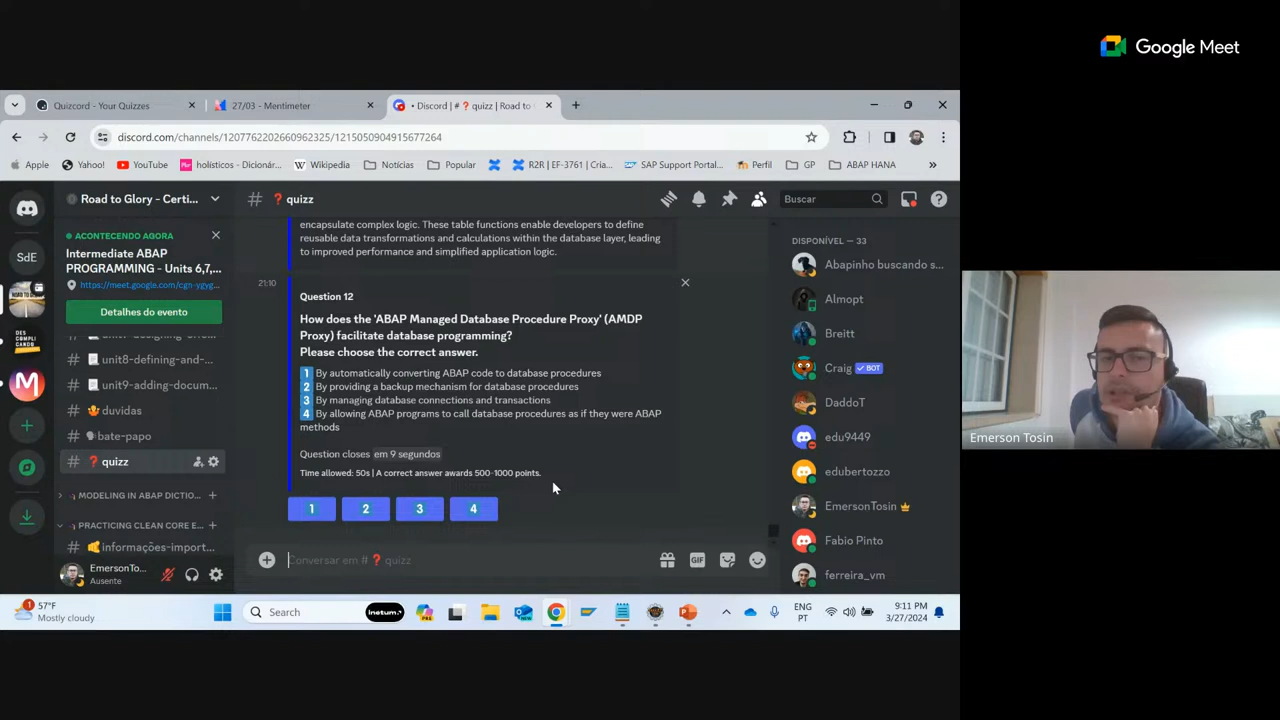 Google Meet
Quizcord - Your Quizzes
27/03 - Mentimeter
• Discord | # ❓quizz | Road to
discord.com/channels/1207762202660962325/1215050904915677264
Apple
Yahoo!
YouTube
holísticos - Dicionár...
Wikipedia
Notícias
Popular
R2R | EF-3761 | Cria...
SAP Support Portal...
Perfil
GP
ABAP HANA
»
Road to Glory - Certi...
# ❓quizz
Buscar
SdE
ACONTECENDO AGORA
Intermediate ABAP
PROGRAMMING - Units 6,7,...
https://meet.google.com/cgn-ygyg...
Detalhes do evento
DES
COMPLICANDO
unit8-defining-and-...
unit9-adding-docum...
duvidas
bate-papo
quizz
MODELING IN ABAP DICTIO...
PRACTICING CLEAN CORE E...
informações-import...
EmersonTo...
Ausente
encapsulate complex logic. These table functions enable developers to define
reusable data transformations and calculations within the database layer, leading
to improved performance and simplified application logic.
21:10
Question 12
How does the 'ABAP Managed Database Procedure Proxy' (AMDP
Proxy) facilitate database programming?
Please choose the correct answer.
1 By automatically converting ABAP code to database procedures
2 By providing a backup mechanism for database procedures
3 By managing database connections and transactions
4 By allowing ABAP programs to call database procedures as if they were ABAP
methods
Question closes em 9 segundos
Time allowed: 50s | A correct answer awards 500-1000 points.
1 2 3 4
Conversar em # ❓quizz
GIF
DISPONÍVEL — 33
Abapinho buscando s...
Almopt
Breitt
Craig ✓ BOT
DaddoT
edu9449
edubertozzo
EmersonTosin
Fabio Pinto
ferreira_vm
Emerson Tosin
1
57°F
Mostly cloudy
Search
inetum.
PRE
NEW
ENG
PT
9:11 PM
3/27/2024